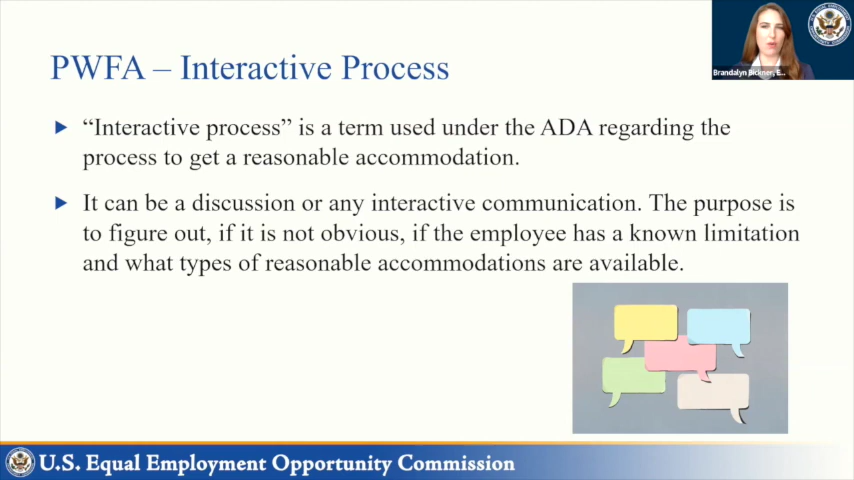 Brandalyn Bickner, E...
PWFA – Interactive Process
“Interactive process” is a term used under the ADA regarding the
process to get a reasonable accommodation.
It can be a discussion or any interactive communication. The purpose is
to figure out, if it is not obvious, if the employee has a known limitation
and what types of reasonable accommodations are available.
U.S. Equal Employment Opportunity Commission